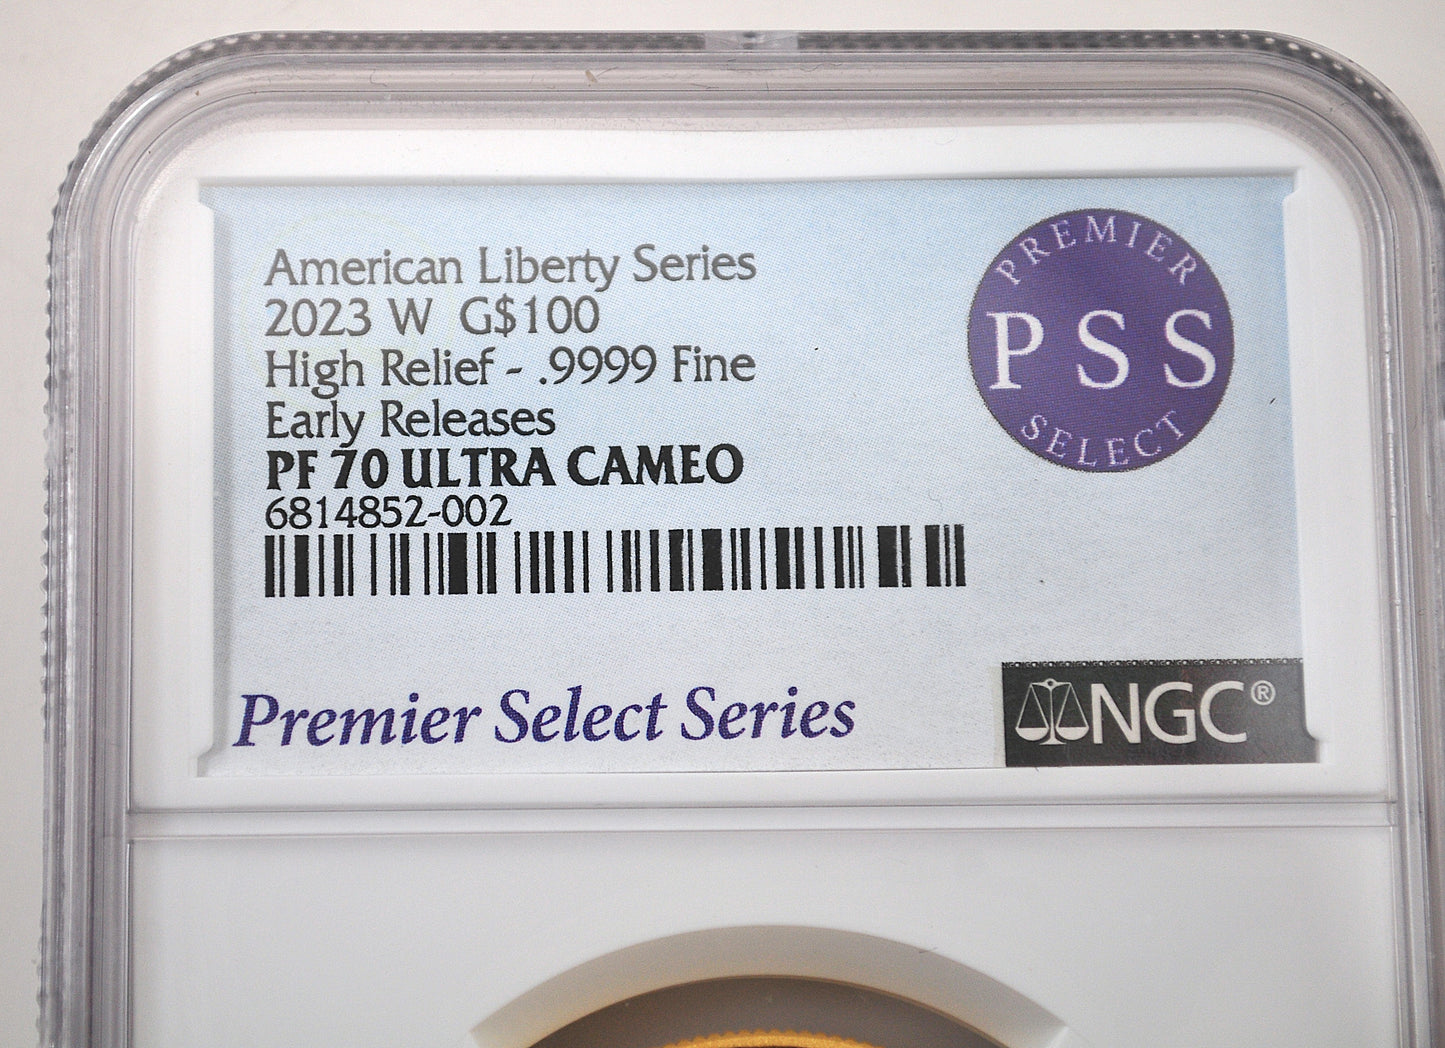 American Liberty Series
2023 W G$100
High Relief - .9999 Fine
Early Releases
PF 70 ULTRA CAMEO
6814852-002
PREMIER
PSS
SELECT
Premier Select Series
NGC®